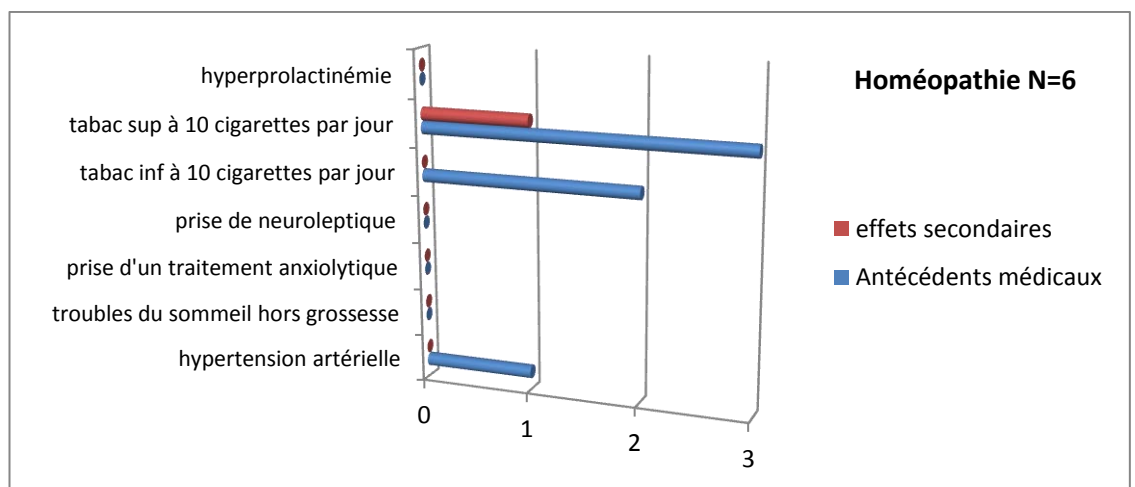 Homéopathie N=6
hyperprolactinémie
tabac sup à 10 cigarettes par jour
tabac inf à 10 cigarettes par jour
prise de neuroleptique
prise d'un traitement anxiolytique
troubles du sommeil hors grossesse
hypertension artérielle
0
1
2
3
effets secondaires
Antécédents médicaux